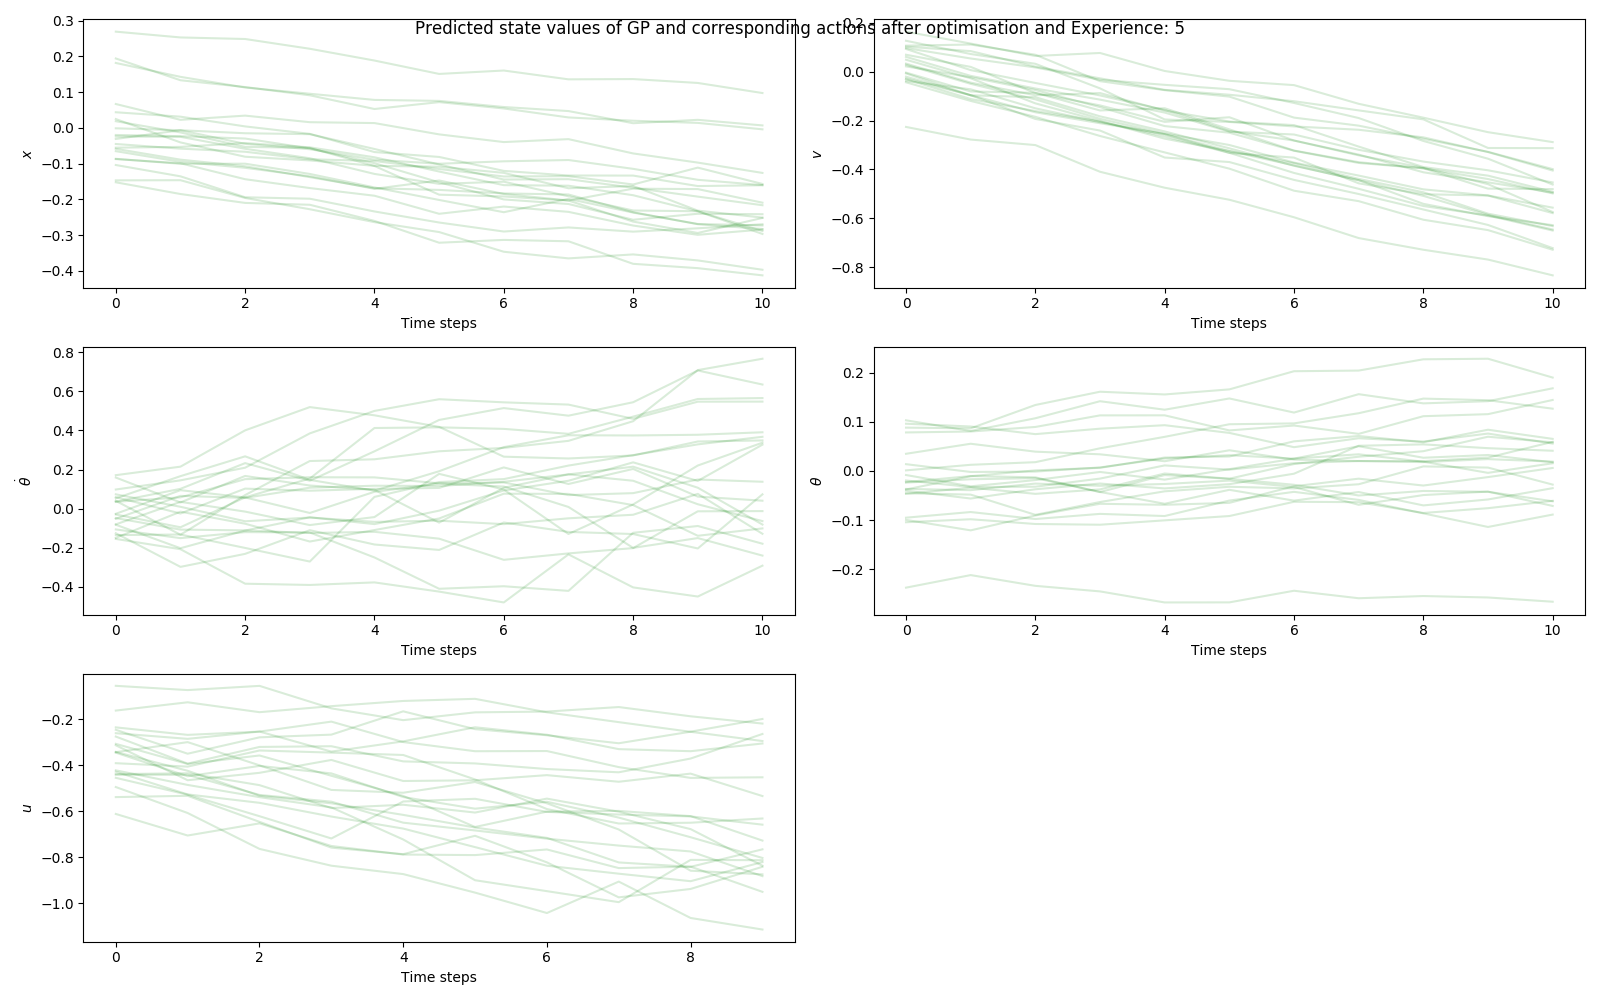 Predicted state values of GP and corresponding actions after optimisation and Experience: 5
0.3
0.2
0.1
0.0
−0.1
−0.2
−0.3
−0.4
x
0 2 4 6 8 10
Time steps
0.2
0.0
−0.2
−0.4
−0.6
−0.8
v
0 2 4 6 8 10
Time steps
0.8
0.6
0.4
0.2
0.0
−0.2
−0.4
θ̇
0 2 4 6 8 10
Time steps
0.2
0.1
0.0
−0.1
−0.2
θ
0 2 4 6 8 10
Time steps
−0.2
−0.4
−0.6
−0.8
−1.0
u
0 2 4 6 8
Time steps